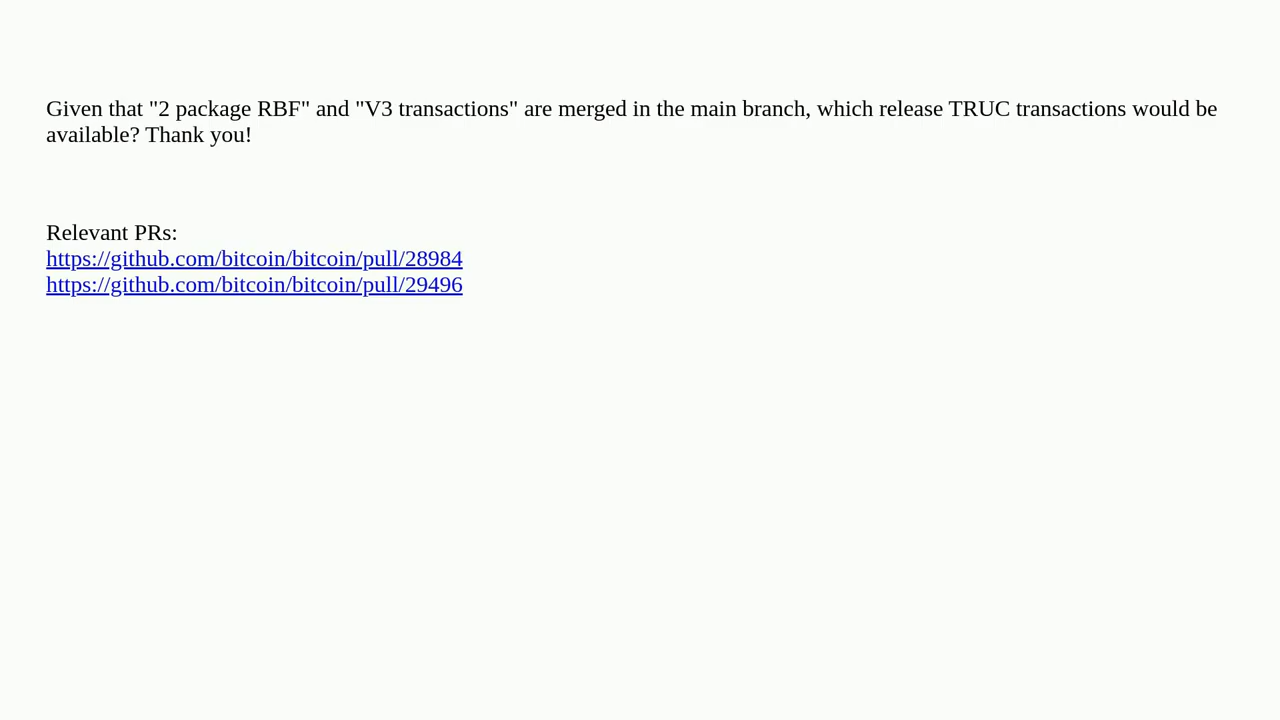 Given that "2 package RBF" and "V3 transactions" are merged in the main branch, which release TRUC transactions would be
available? Thank you!
Relevant PRs:
https://github.com/bitcoin/bitcoin/pull/28984
https://github.com/bitcoin/bitcoin/pull/29496